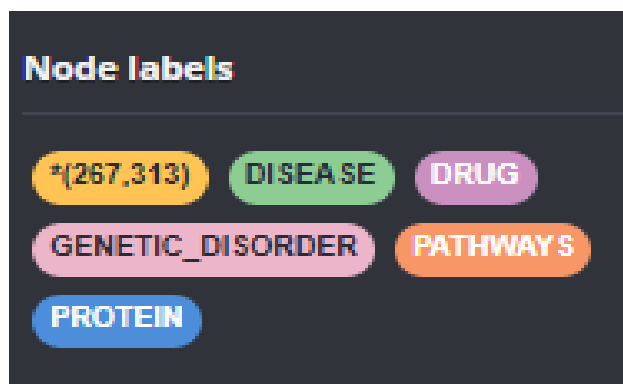 Node labels
*(267,313) DISEASE DRUG
GENETIC_DISORDER PATHWAYS
PROTEIN